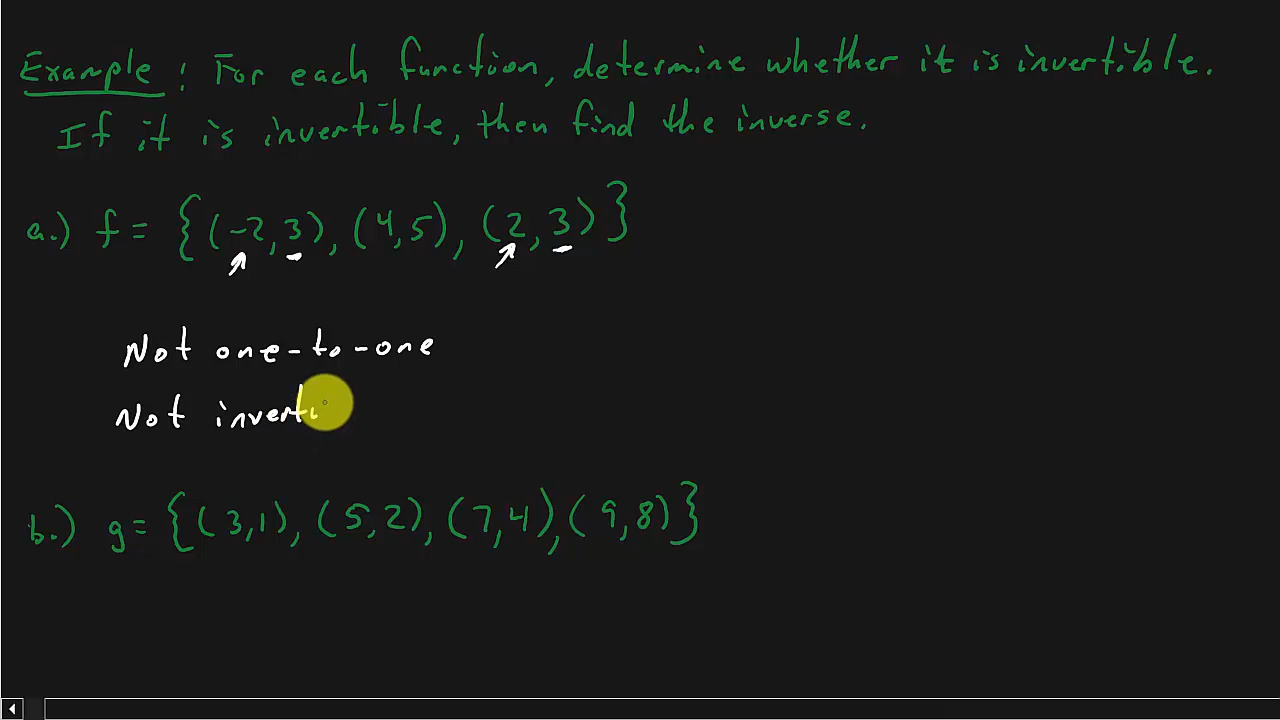 Example: For each function, determine whether it is invertible.
If it is invertible, then find the inverse.
a.) f = {(-2,3), (4,5), (2,3)}
Not one-to-one
Not inverti
b.) g = {(3,1), (5,2), (7,4), (9,8)}